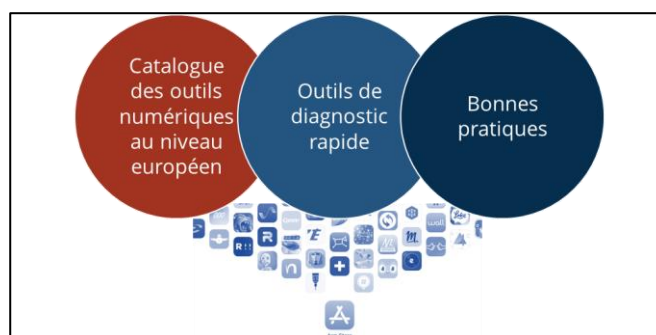 Catalogue
des outils
numériques
au niveau
européen
Outils de
diagnostic
rapide
Bonnes
pratiques